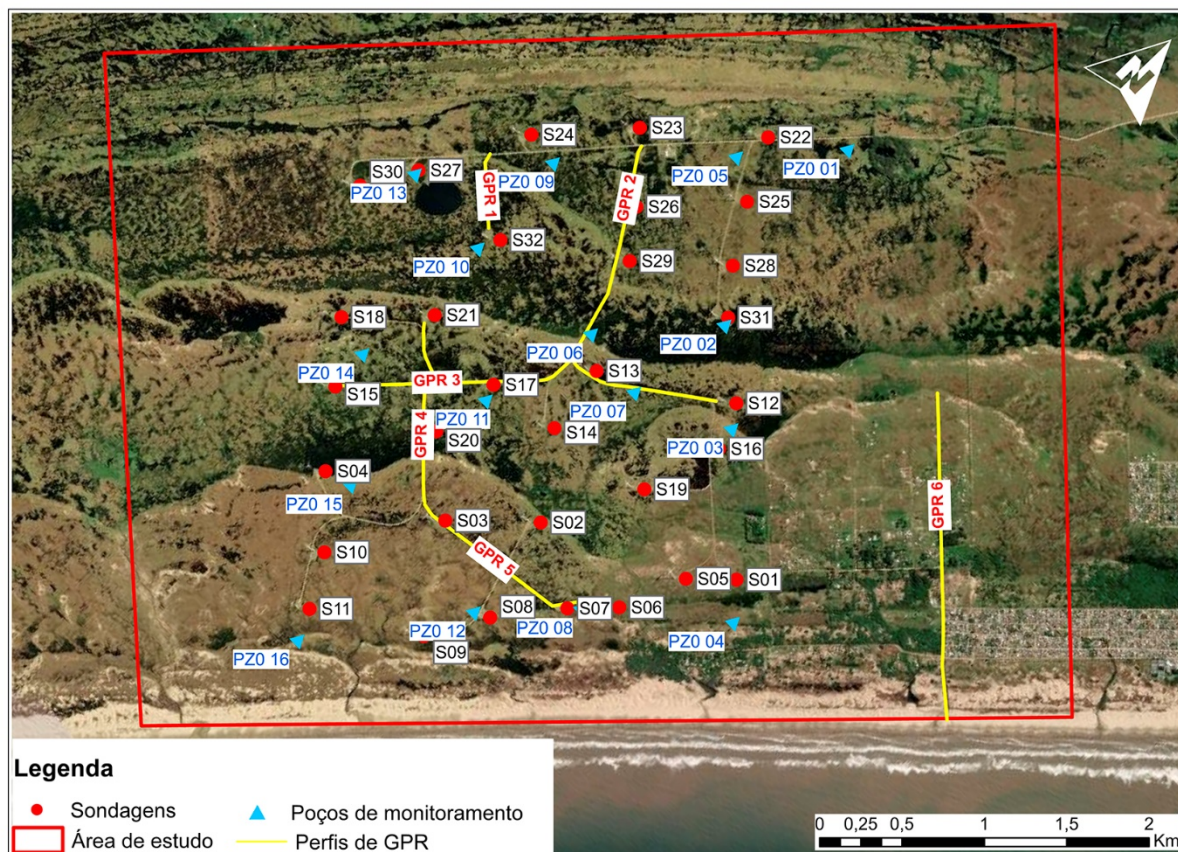 N
S24
S23
S22
S30
S27
PZ0 13
PZ0 09
PZ0 05
PZ0 01
GPR 1
GPR 2
S26
S25
S32
PZ0 10
S29
S28
S18
S21
S31
PZ0 02
PZ0 06
PZ0 14
S15
GPR 3
S17
S13
PZ0 07
S12
PZ0 11
S20
GPR 4
S14
PZ0 03
S16
S04
PZ0 15
S19
GPR 6
S03
S02
S10
GPR 5
S05
S01
S11
S08
S07
S06
PZ0 12
PZ0 08
PZ0 04
S09
PZ0 16
Legenda
Sondagens
Poços de monitoramento
Área de estudo
Perfis de GPR
0 0,25 0,5 1 1,5 2
Km